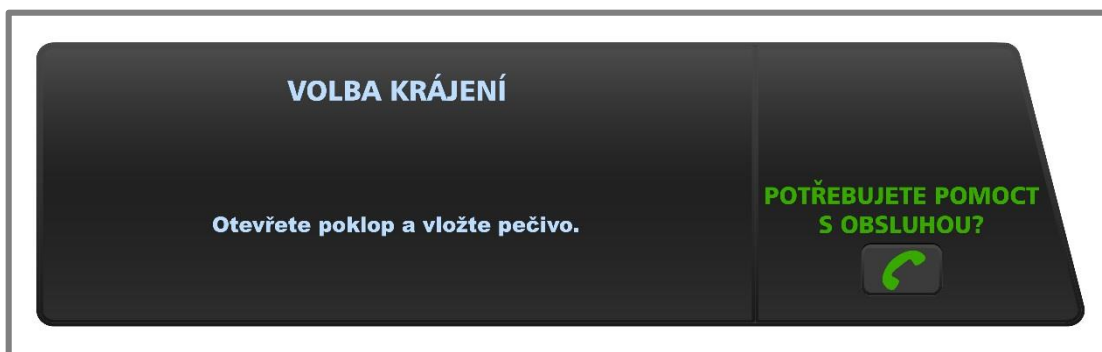 VOLBA KRÁJENÍ
Otevřete poklop a vložte pečivo.
POTŘEBUJETE POMOCT
S OBSLUHOU?